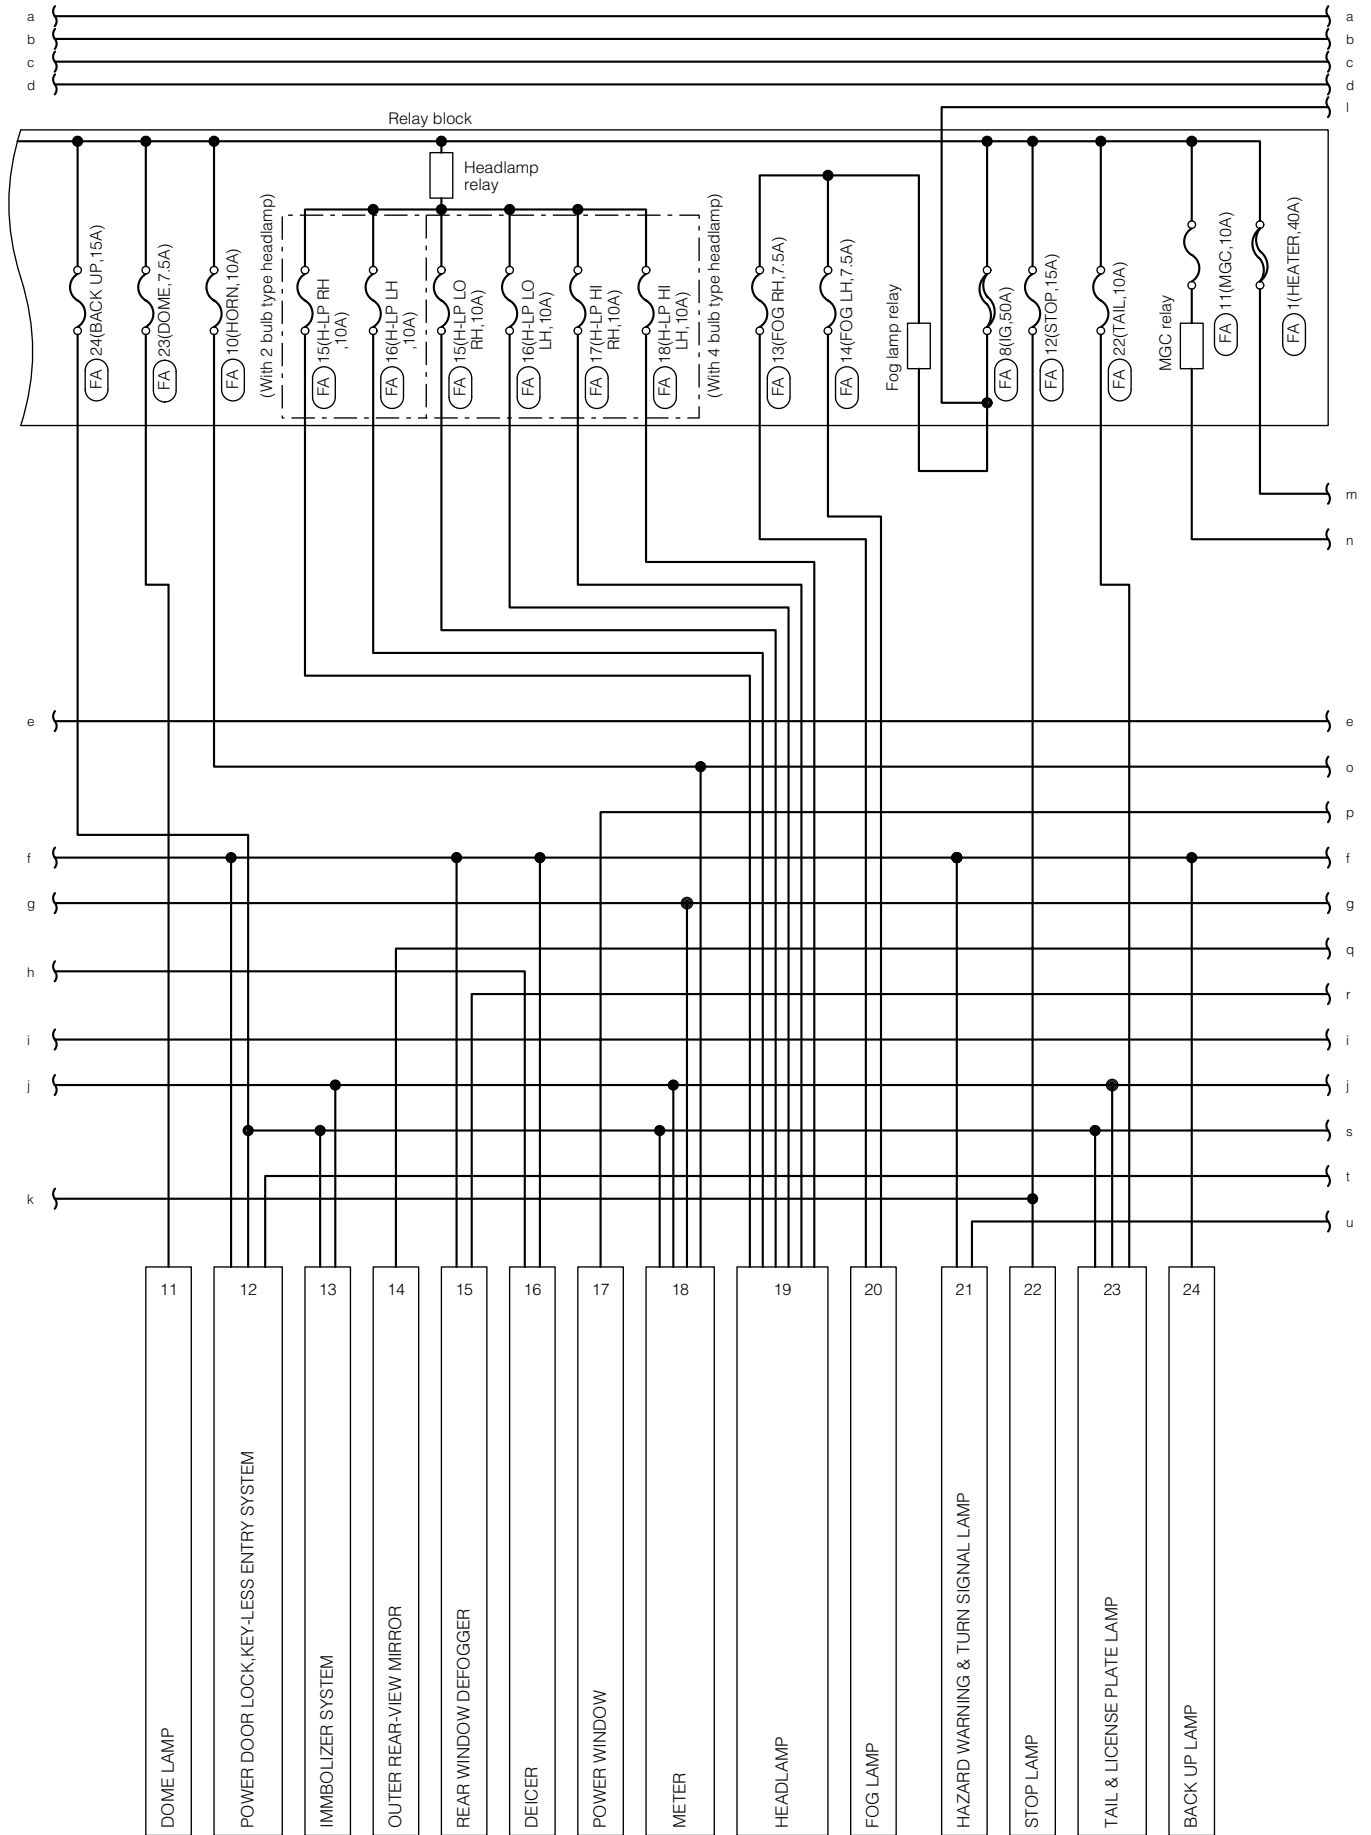 a
a
b
b
c
c
d
d
l
Relay block
Headlamp
relay
FA 24(BACK UP,15A)
FA 23(DOME,7.5A)
FA 10(HORN,10A)
(With 2 bulb type headlamp)
FA 15(H-LP RH
,10A)
FA 16(H-LP LH
,10A)
FA 15(H-LP LO
RH,10A)
FA 16(H-LP LO
LH,10A)
FA 17(H-LP HI
RH,10A)
FA 18(H-LP HI
LH,10A)
(With 4 bulb type headlamp)
FA 13(FOG RH,7.5A)
FA 14(FOG LH,7.5A)
Fog lamp relay
FA 8(IG,50A)
FA 12(STOP,15A)
FA 22(TAIL,10A)
MGC relay
FA 11(MGC,10A)
FA 1(HEATER,40A)
m
n
e
e
o
p
f
f
g
g
q
h
r
i
i
j
j
s
t
k
u
11
DOME LAMP
12
POWER DOOR LOCK,KEY-LESS ENTRY SYSTEM
13
IMMBOLIZER SYSTEM
14
OUTER REAR-VIEW MIRROR
15
REAR WINDOW DEFOGGER
16
DEICER
17
POWER WINDOW
18
METER
19
HEADLAMP
20
FOG LAMP
21
HAZARD WARNING & TURN SIGNAL LAMP
22
STOP LAMP
23
TAIL & LICENSE PLATE LAMP
24
BACK UP LAMP